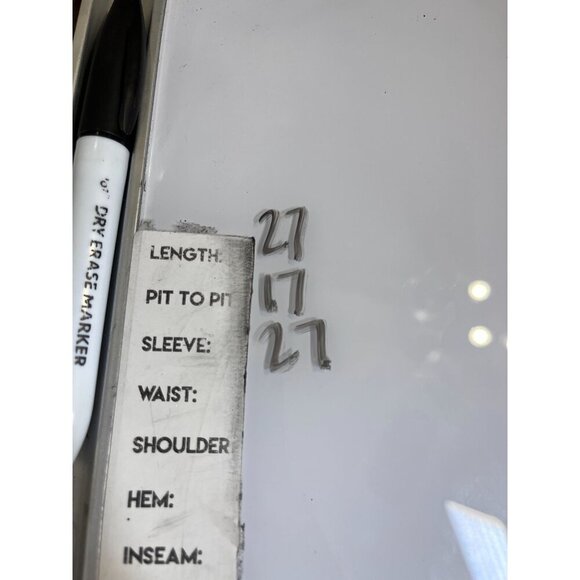 DRY ERASE MARKER
LENGTH: 27
PIT TO PIT 17
SLEEVE: 27
WAIST:
SHOULDER
HEM:
INSEAM: